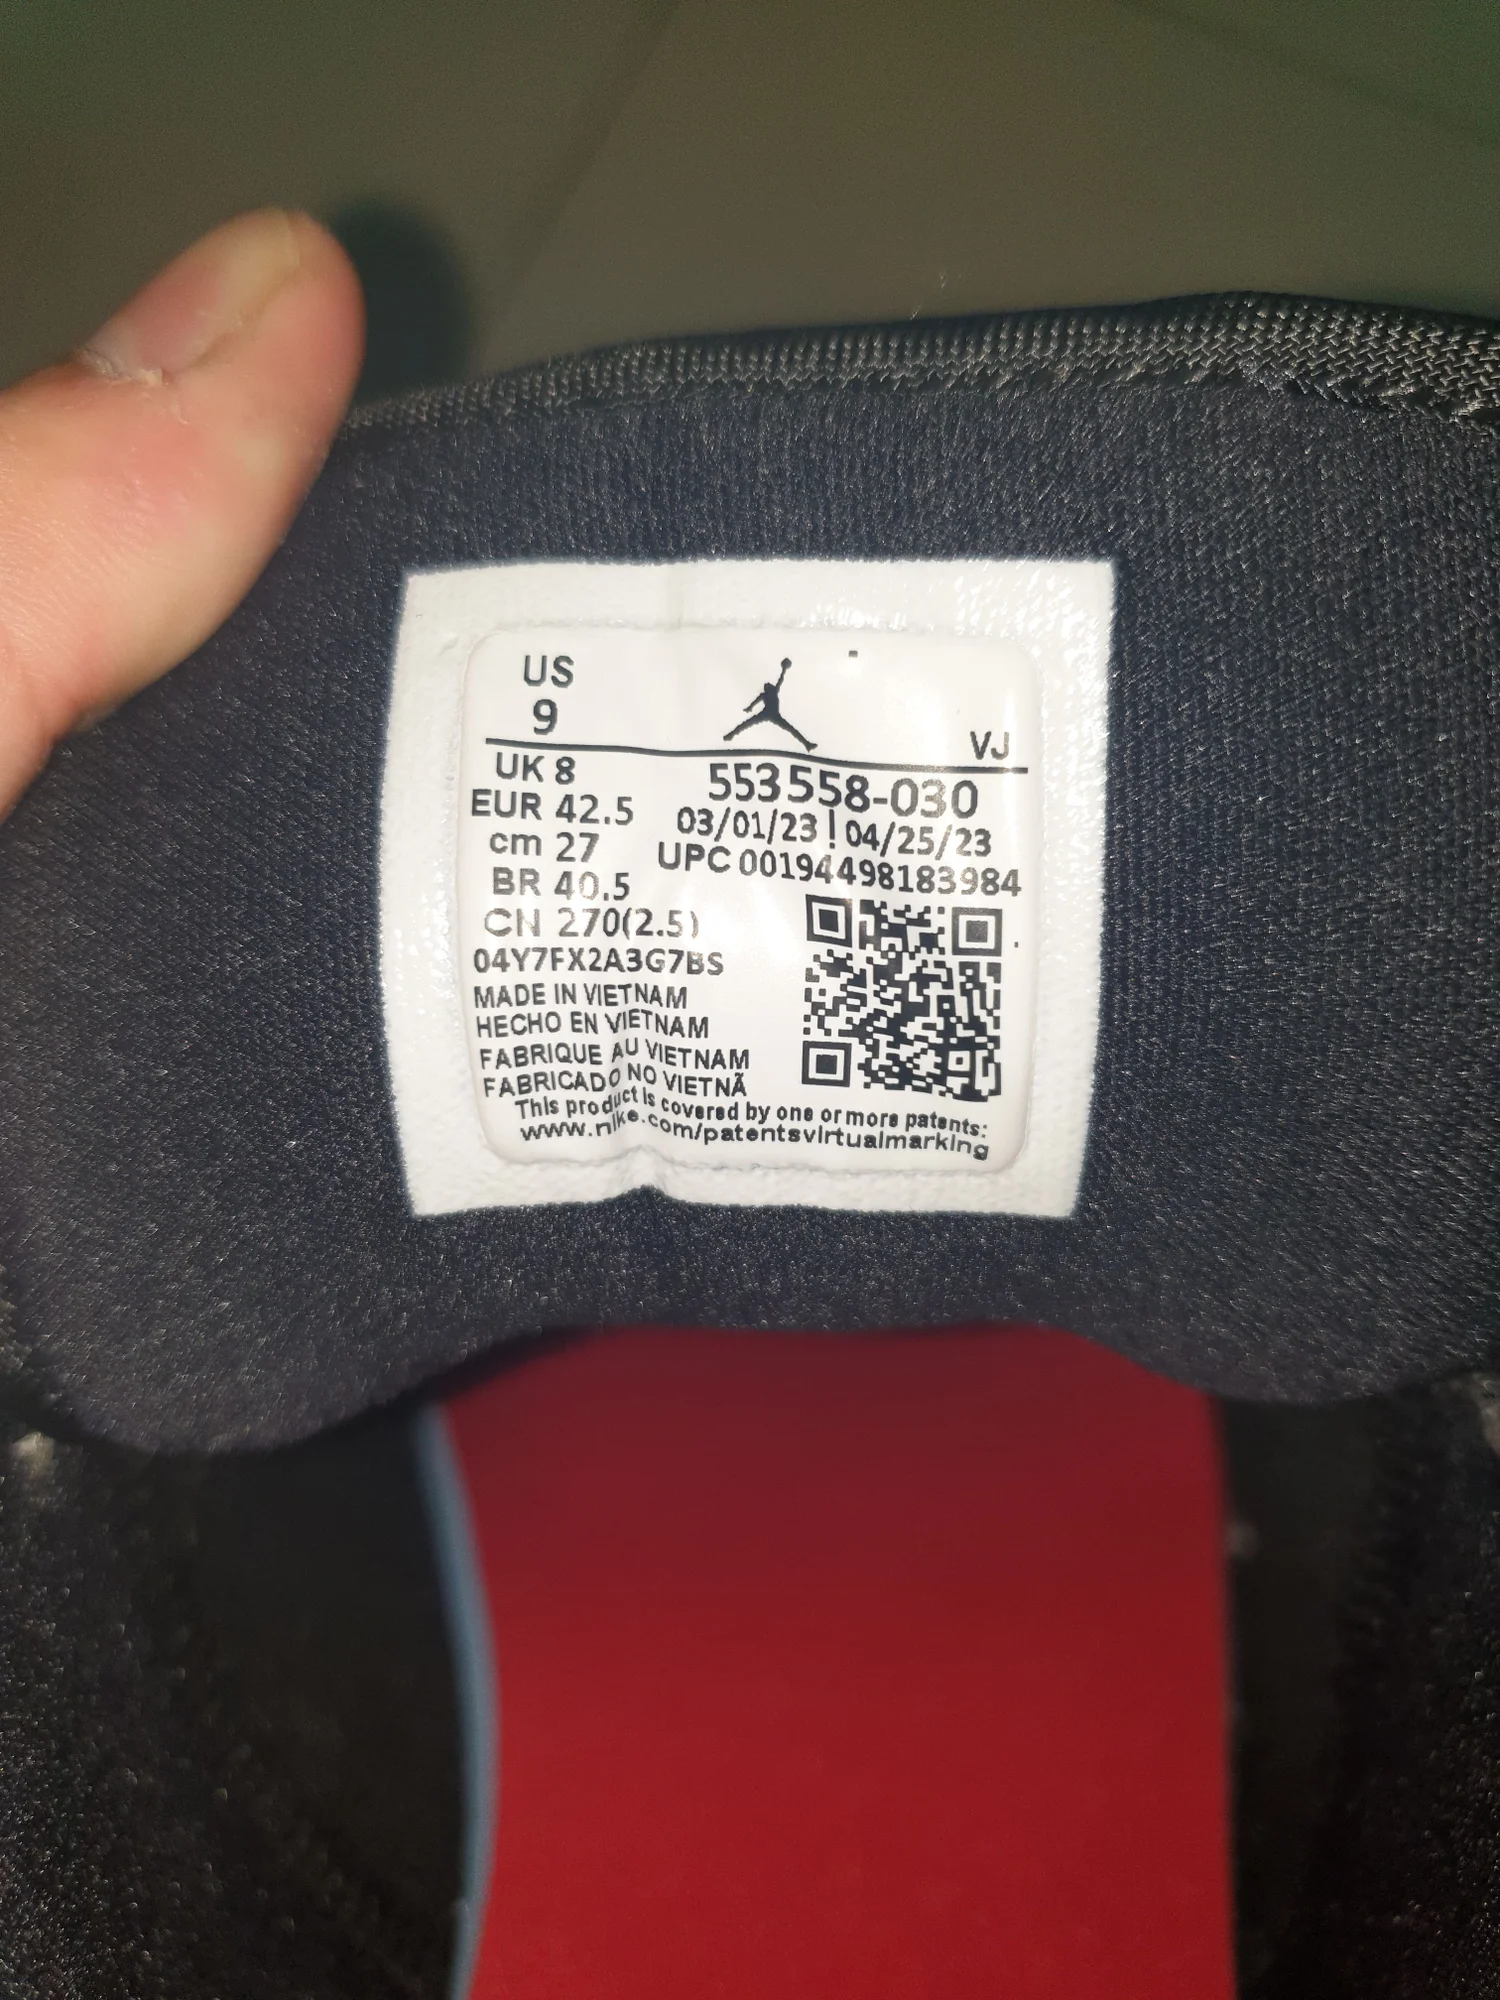 US
9
VJ
UK 8
EUR 42.5
cm 27
BR 40.5
CN 270(2.5)
553558-030
03/01/23 ! 04/25/23
UPC 00194498183984
04Y7FX2A3G7BS
MADE IN VIETNAM
HECHO EN VIETNAM
FABRIQUE AU VIETNAM
FABRICADO NO VIETNÃ
This product is covered by one or more patents:
www.nike.com/patentsvirtualmarking